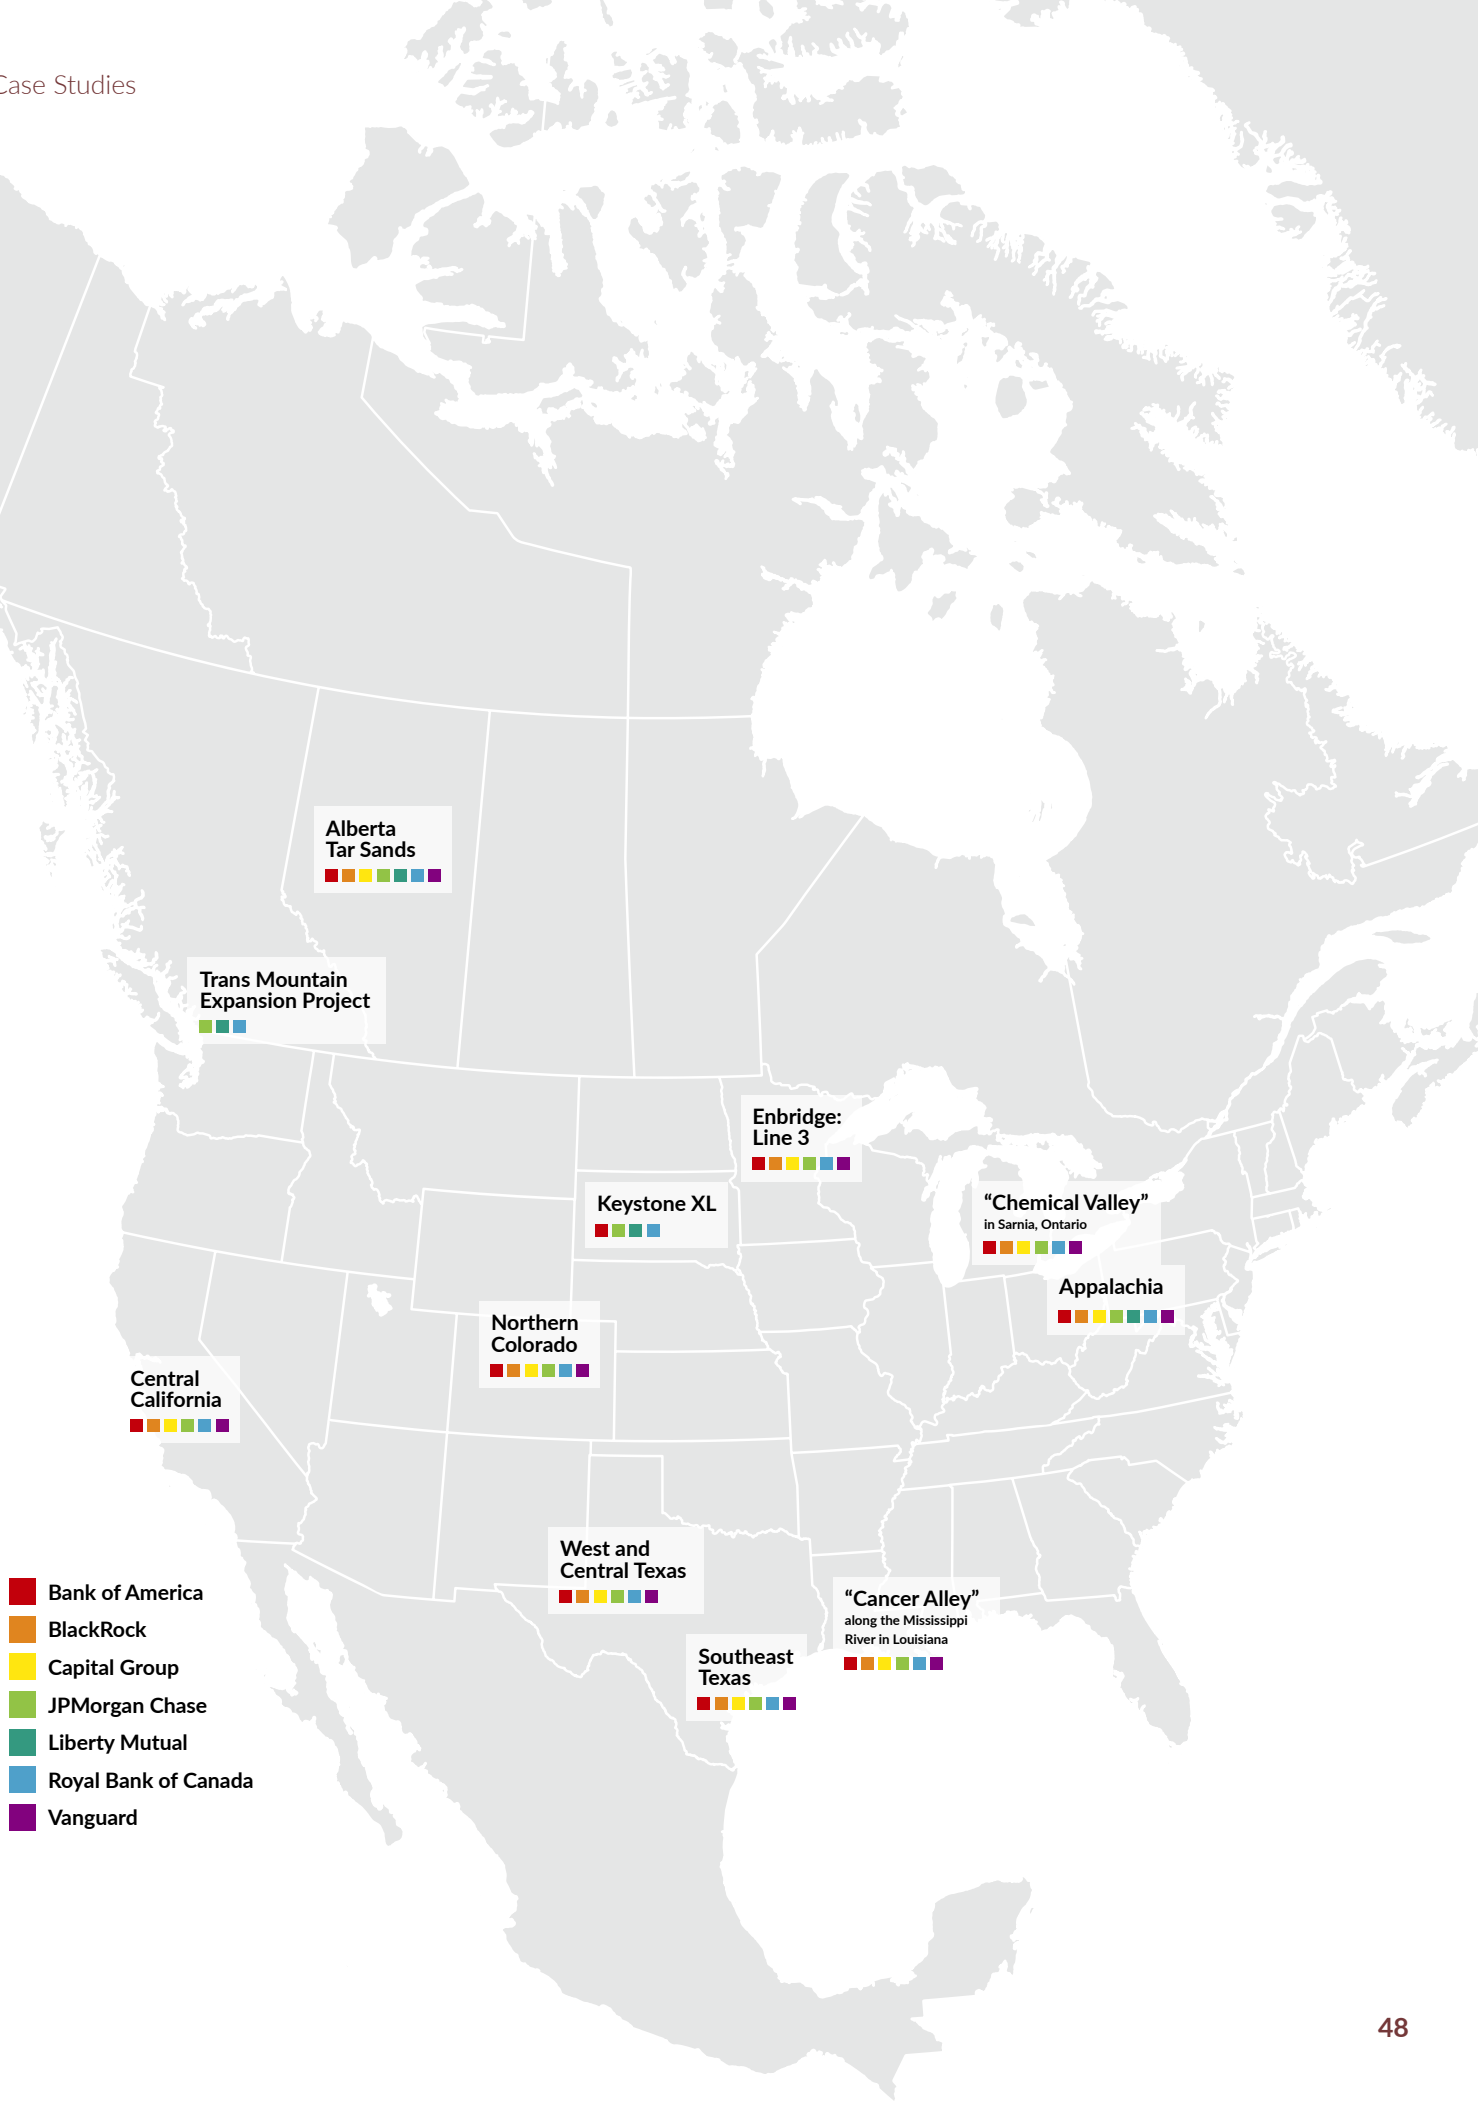 Case Studies
Alberta
Tar Sands
Trans Mountain
Expansion Project
Enbridge:
Line 3
Keystone XL
“Chemical Valley”
in Sarnia, Ontario
Appalachia
Northern
Colorado
Central
California
West and
Central Texas
“Cancer Alley”
along the Mississippi
River in Louisiana
Southeast
Texas
Bank of America
BlackRock
Capital Group
JPMorgan Chase
Liberty Mutual
Royal Bank of Canada
Vanguard
48